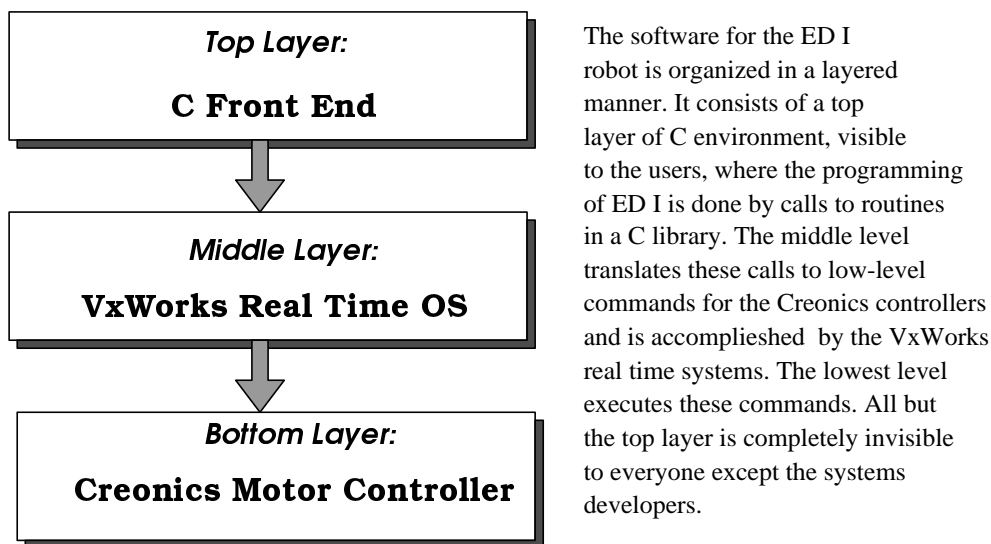 Top Layer:
C Front End
Middle Layer:
VxWorks Real Time OS
Bottom Layer:
Creonics Motor Controller
The software for the ED I
robot is organized in a layered
manner. It consists of a top
layer of C environment, visible
to the users, where the programming
of ED I is done by calls to routines
in a C library. The middle level
translates these calls to low-level
commands for the Creonics controllers
and is accomplieshed by the VxWorks
real time systems. The lowest level
executes these commands. All but
the top layer is completely invisible
to everyone except the systems
developers.